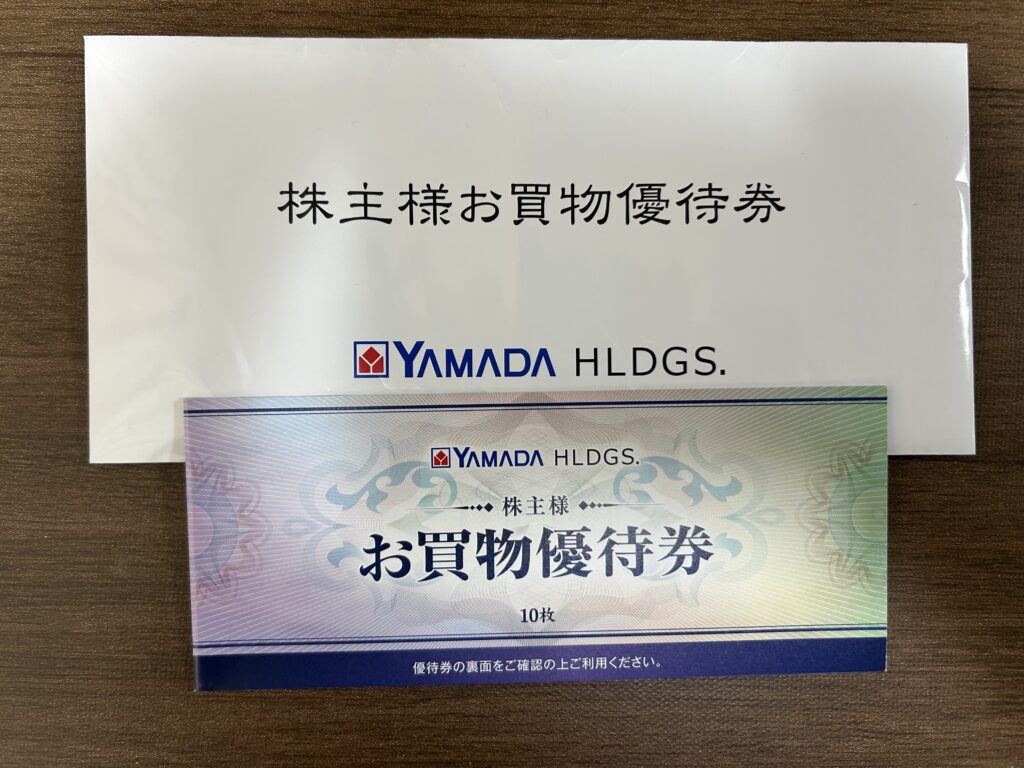 株主様お買物優待券
YAMADA HLDGS.
YAMADA HLDGS.
株主様
お買物優待券
10枚
優待券の裏面をご確認の上ご利用ください。